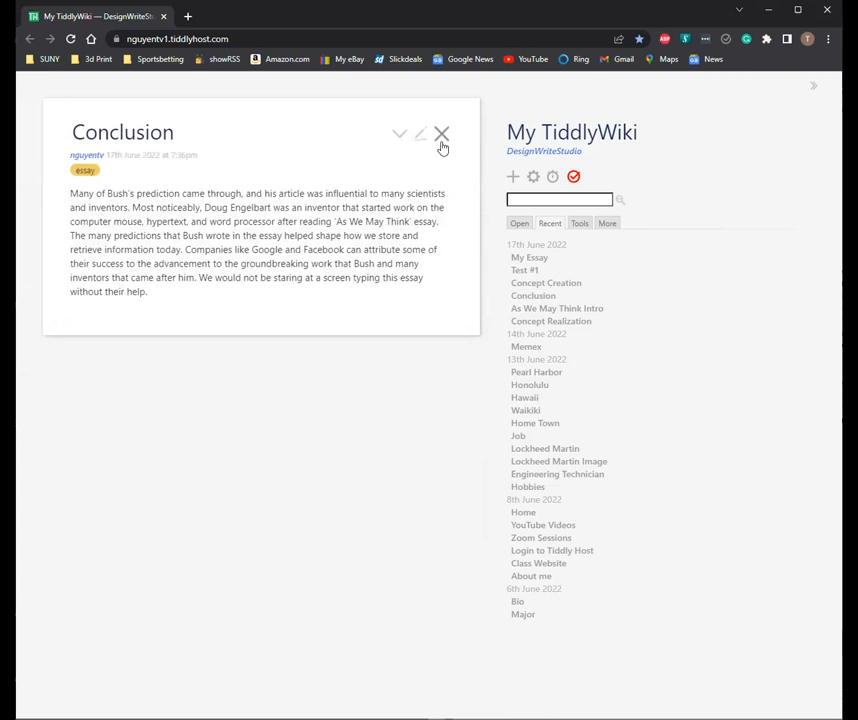 My TiddlyWiki — DesignWriteStu
nguyentv1.tiddlyhost.com
ABP
S
T
SUNY
3d Print
Sportsbetting
showRSS
Amazon.com
My eBay
Slickdeals
Google News
YouTube
Ring
Gmail
Maps
News
Conclusion
nguyentv 17th June 2022 at 7:36pm
essay
Many of Bush's prediction came through, and his article was influential to many scientists
and inventors. Most noticeably, Doug Engelbart was an inventor that started work on the
computer mouse, hypertext, and word processor after reading 'As We May Think' essay.
The many predictions that Bush wrote in the essay helped shape how we store and
retrieve information today. Companies like Google and Facebook can attribute some of
their success to the advancement to the groundbreaking work that Bush and many
inventors that came after him. We would not be staring at a screen typing this essay
without their help.
My TiddlyWiki
DesignWriteStudio
Open
Recent
Tools
More
17th June 2022
My Essay
Test #1
Concept Creation
Conclusion
As We May Think Intro
Concept Realization
14th June 2022
Memex
13th June 2022
Pearl Harbor
Honolulu
Hawaii
Waikiki
Home Town
Job
Lockheed Martin
Lockheed Martin Image
Engineering Technician
Hobbies
8th June 2022
Home
YouTube Videos
Zoom Sessions
Login to Tiddly Host
Class Website
About me
6th June 2022
Bio
Major